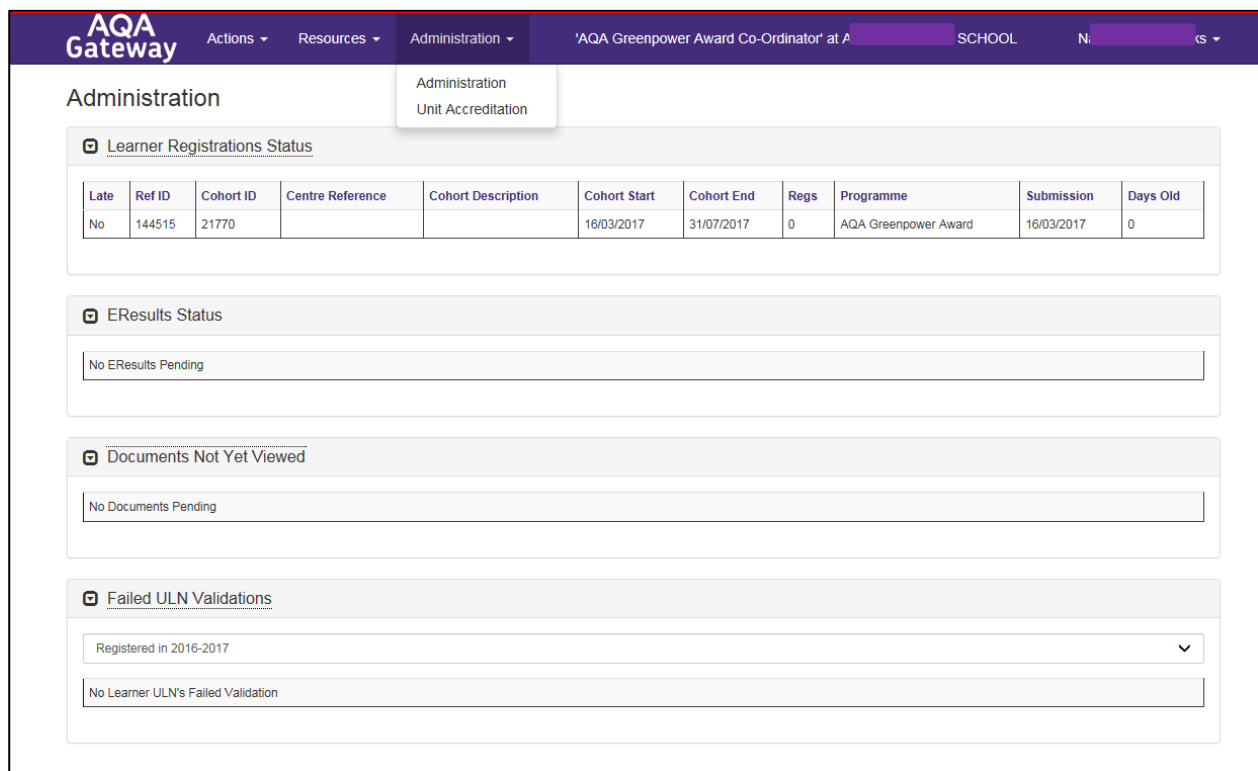 AQA
Gateway
Actions Resources Administration 'AQA Greenpower Award Co-Ordinator' at A SCHOOL
Administration
Unit Accreditation
Administration
Learner Registrations Status
Late Ref ID Cohort ID Centre Reference Cohort Description Cohort Start Cohort End Regs Programme Submission Days Old
No 144515 21770 16/03/2017 31/07/2017 0 AQA Greenpower Award 16/03/2017 0
EResults Status
No EResults Pending
Documents Not Yet Viewed
No Documents Pending
Failed ULN Validations
Registered in 2016-2017
No Learner ULN's Failed Validation